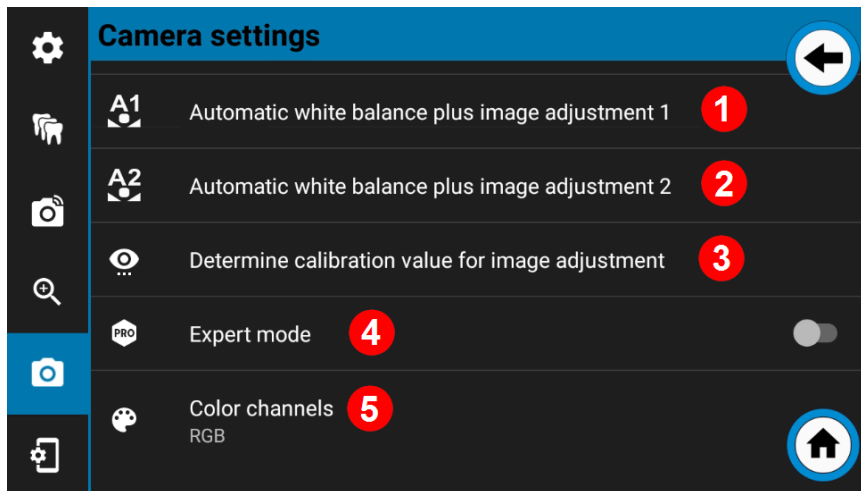 Camera settings
A1
Automatic white balance plus image adjustment 1
1
A2
Automatic white balance plus image adjustment 2
2
Determine calibration value for image adjustment
3
PRO
Expert mode
4
Color channels
5
RGB